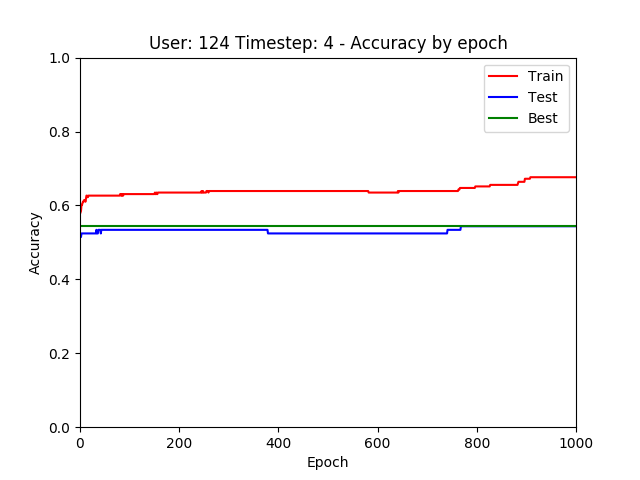 User: 124 Timestep: 4 - Accuracy by epoch
Train
Test
Best
1.0
0.8
0.6
0.4
0.2
0.0
Accuracy
0 200 400 600 800 1000
Epoch